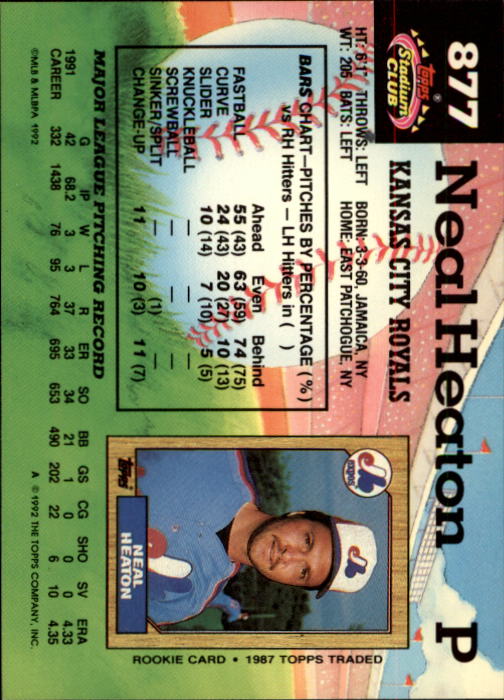 877
Topps
Stadium
CLUB
Neal Heaton P
KANSAS CITY ROYALS
HT: 6'1" THROWS: LEFT BORN: 3-3-60, JAMAICA, NY
WT: 205 BATS: LEFT HOME: EAST PATCHOGUE, NY
BARS CHART—PITCHES BY PERCENTAGE (%)
vs RH Hitters — LH Hitters in ( )
Ahead Even Behind
FASTBALL 55 (43) 63 (59) 74 (75)
CURVE 24 (43) 20 (27) 10 (13)
SLIDER 10 (14) 7 (10) 5 (5)
KNUCKLEBALL — — —
SCREWBALL — — —
SINKER/SPLIT — (1) —
CHANGE-UP 11 10 (3) 11 (7)
MAJOR LEAGUE PITCHING RECORD
G IP W L R ER SO BB GS CG SHO SV ERA
1991 42 68.2 3 3 37 33 34 21 1 0 0 0 4.33
CAREER 332 1438 76 95 764 695 653 490 202 22 6 10 4.35
©MLB & MLBPA 1992 A ©1992 THE TOPPS COMPANY, INC.
EXPOS
Topps
NEAL
HEATON
ROOKIE CARD • 1987 TOPPS TRADED